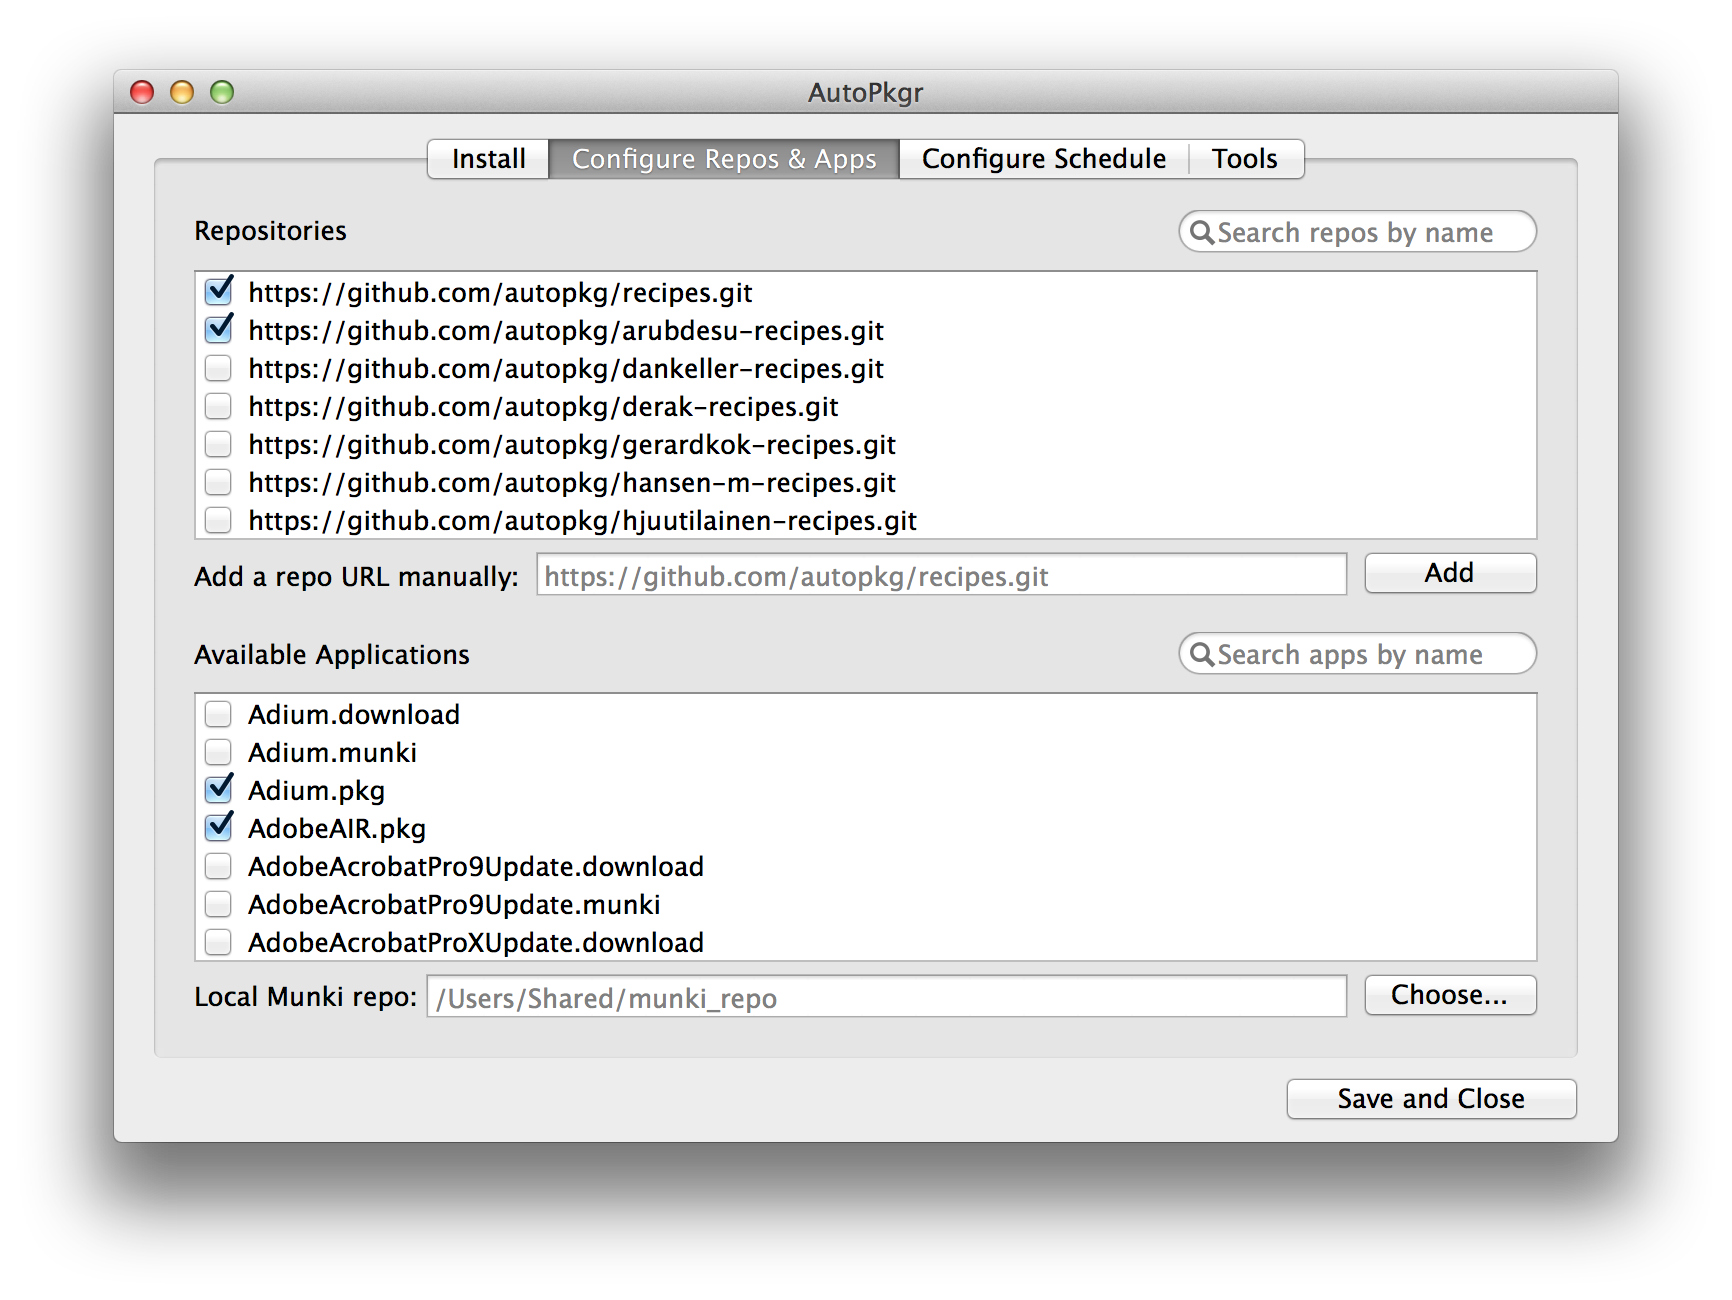 AutoPkgr
Install Configure Repos & Apps Configure Schedule Tools
Repositories Search repos by name
https://github.com/autopkg/recipes.git
https://github.com/autopkg/arubdesu-recipes.git
https://github.com/autopkg/dankeller-recipes.git
https://github.com/autopkg/derak-recipes.git
https://github.com/autopkg/gerardkok-recipes.git
https://github.com/autopkg/hansen-m-recipes.git
https://github.com/autopkg/hjuutilainen-recipes.git
Add a repo URL manually: https://github.com/autopkg/recipes.git Add
Available Applications Search apps by name
Adium.download
Adium.munki
Adium.pkg
AdobeAIR.pkg
AdobeAcrobatPro9Update.download
AdobeAcrobatPro9Update.munki
AdobeAcrobatProXUpdate.download
Local Munki repo: /Users/Shared/munki_repo Choose...
Save and Close